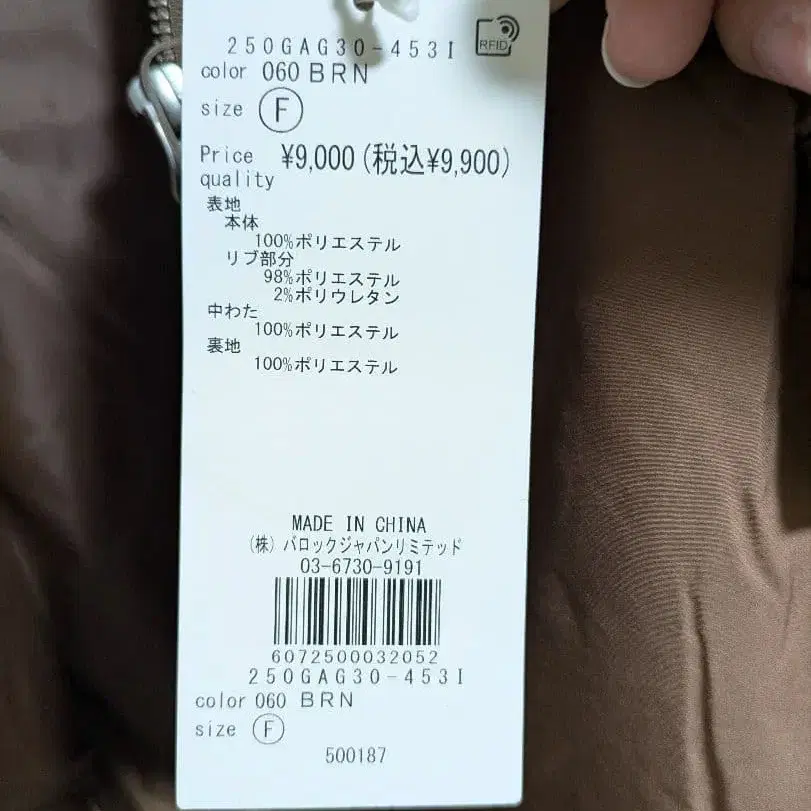 250GAG30-453I
RFID
color 060 BRN
size F
Price ¥9,000(税込¥9,900)
quality
表地
本体
100%ポリエステル
リブ部分
98%ポリエステル
2%ポリウレタン
中わた
100%ポリエステル
裏地
100%ポリエステル
MADE IN CHINA
(株)バロックジャパンリミテッド
03-6730-9191
6072500032052
250GAG30-453I
color 060 BRN
size F
500187